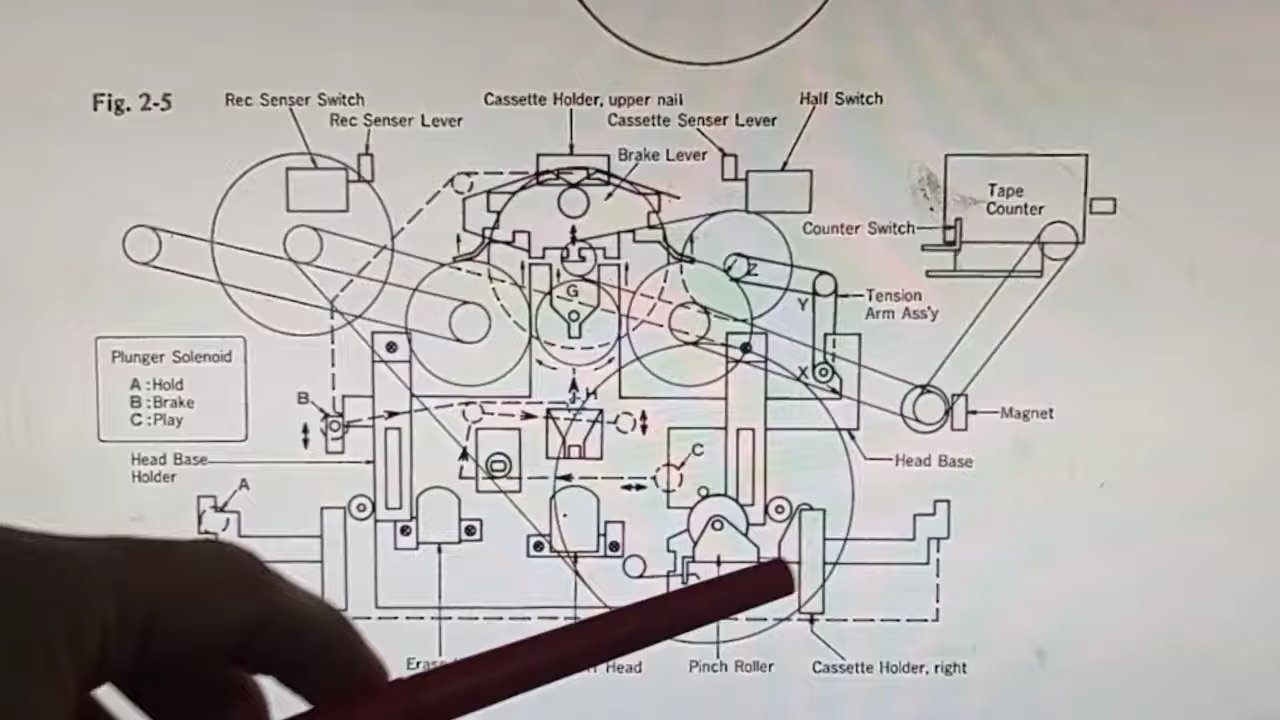 Fig. 2-5
Rec Senser Switch
Rec Senser Lever
Cassette Holder, upper nail
Cassette Senser Lever
Half Switch
Brake Lever
Tape
Counter
Counter Switch
Z
Y
Tension
Arm Ass'y
G
X
Plunger Solenoid
A :Hold
B :Brake
C :Play
B
H
Magnet
C
Head Base
Holder
Head Base
A
Head
Pinch Roller
Cassette Holder, right